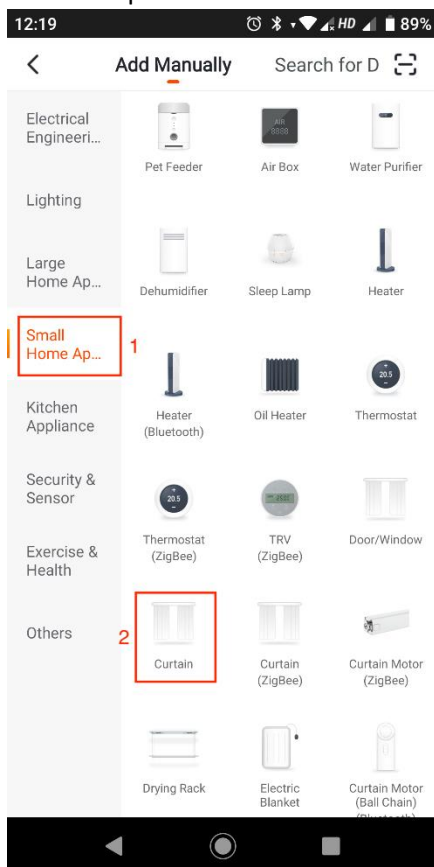 12:19 HD 89%
Add Manually Search for D
Electrical
Engineeri...
Lighting
Large
Home Ap...
Small
Home Ap...
1
Kitchen
Appliance
Security &
Sensor
Exercise &
Health
Others
Pet Feeder Air Box Water Purifier
Dehumidifier Sleep Lamp Heater
Heater
(Bluetooth)
Oil Heater
Thermostat
Thermostat
(ZigBee)
TRV
(ZigBee)
Door/Window
2
Curtain
Curtain
(ZigBee)
Curtain Motor
(ZigBee)
Drying Rack
Electric
Blanket
Curtain Motor
(Ball Chain)